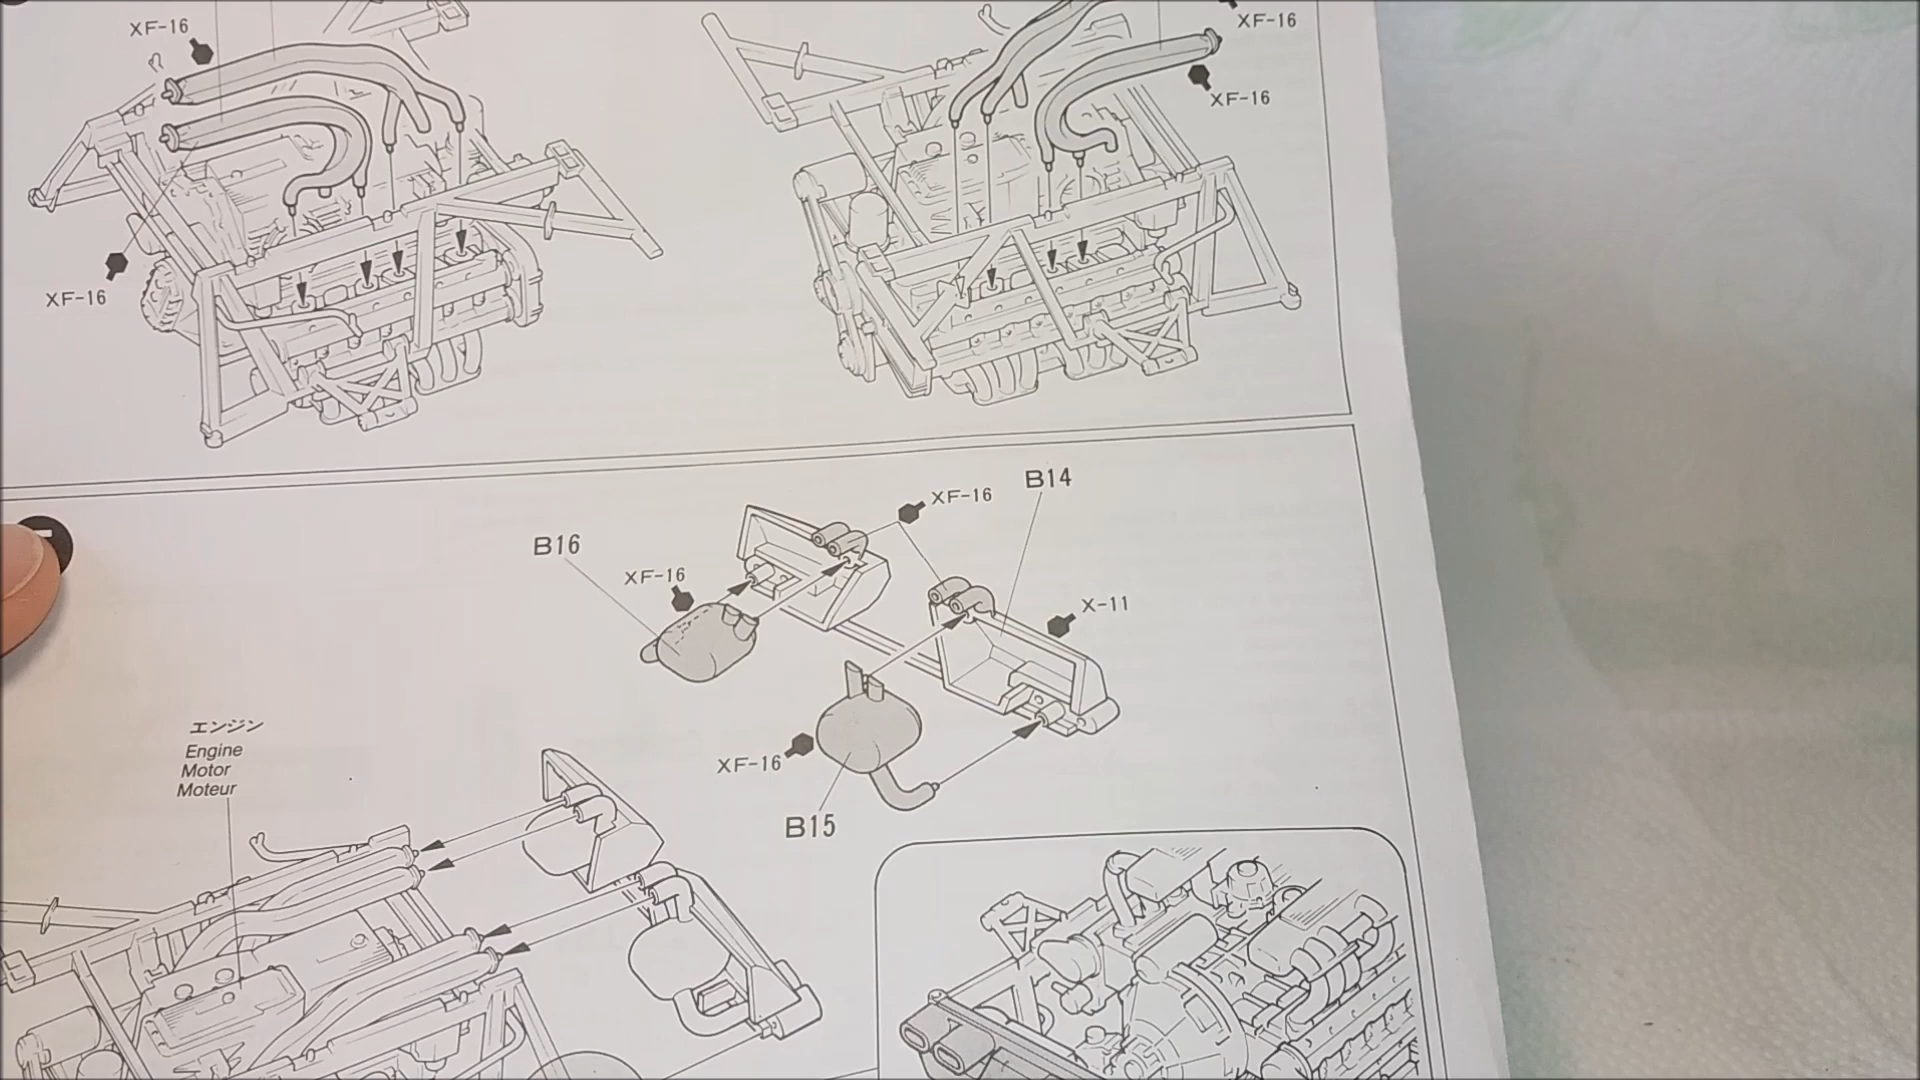 XF-16
XF-16
XF-16
XF-16
B14
XF-16
B16
XF-16
X-11
エンジン
Engine
Motor
Moteur
XF-16
B15